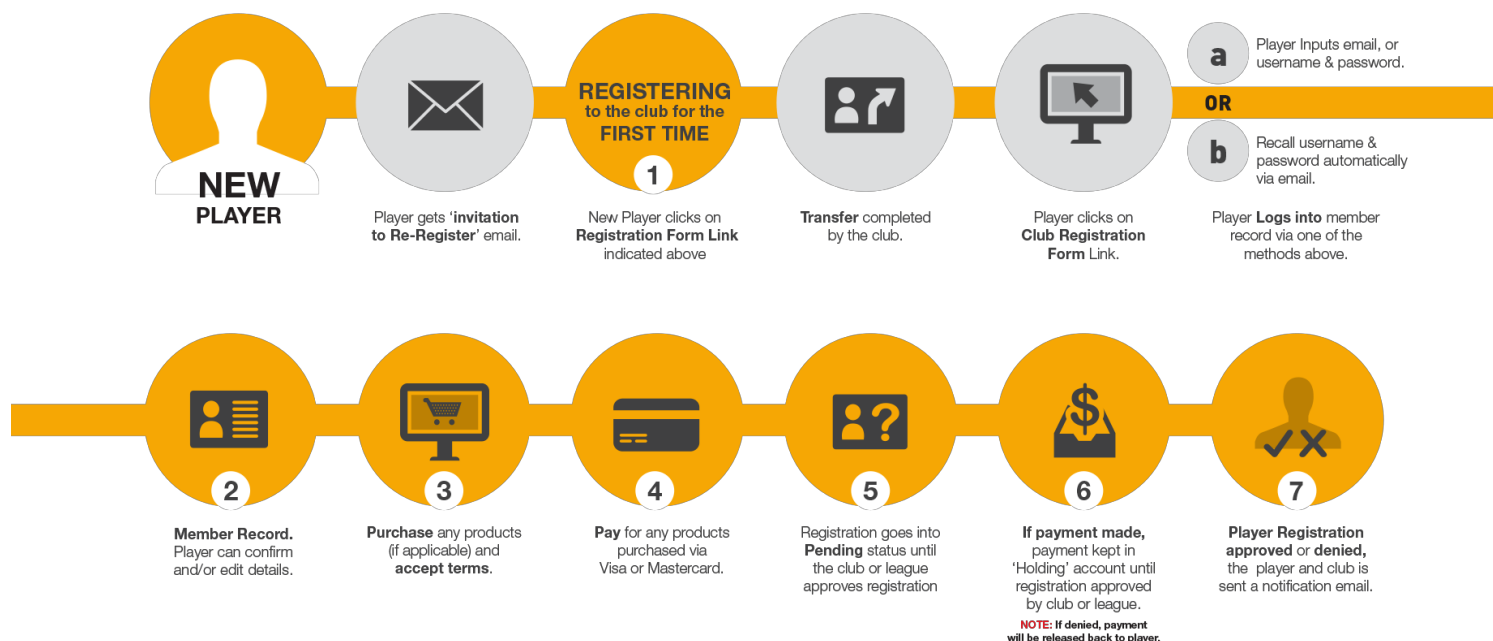 NEW
PLAYER
Player gets ‘invitation
to Re-Register’ email.
REGISTERING
to the club for the
FIRST TIME
1
New Player clicks on
Registration Form Link
indicated above
Transfer completed
by the club.
Player clicks on
Club Registration
Form Link.
a
Player Inputs email, or
username & password.
OR
b
Recall username &
password automatically
via email.
Player Logs into member
record via one of the
methods above.
2
Member Record.
Player can confirm
and/or edit details.
3
Purchase any products
(if applicable) and
accept terms.
4
Pay for any products
purchased via
Visa or Mastercard.
?
5
Registration goes into
Pending status until
the club or league
approves registration
$
6
If payment made,
payment kept in
‘Holding’ account until
registration approved
by club or league.
NOTE: If denied, payment
will be released back to player.
7
Player Registration
approved or denied,
the player and club is
sent a notification email.